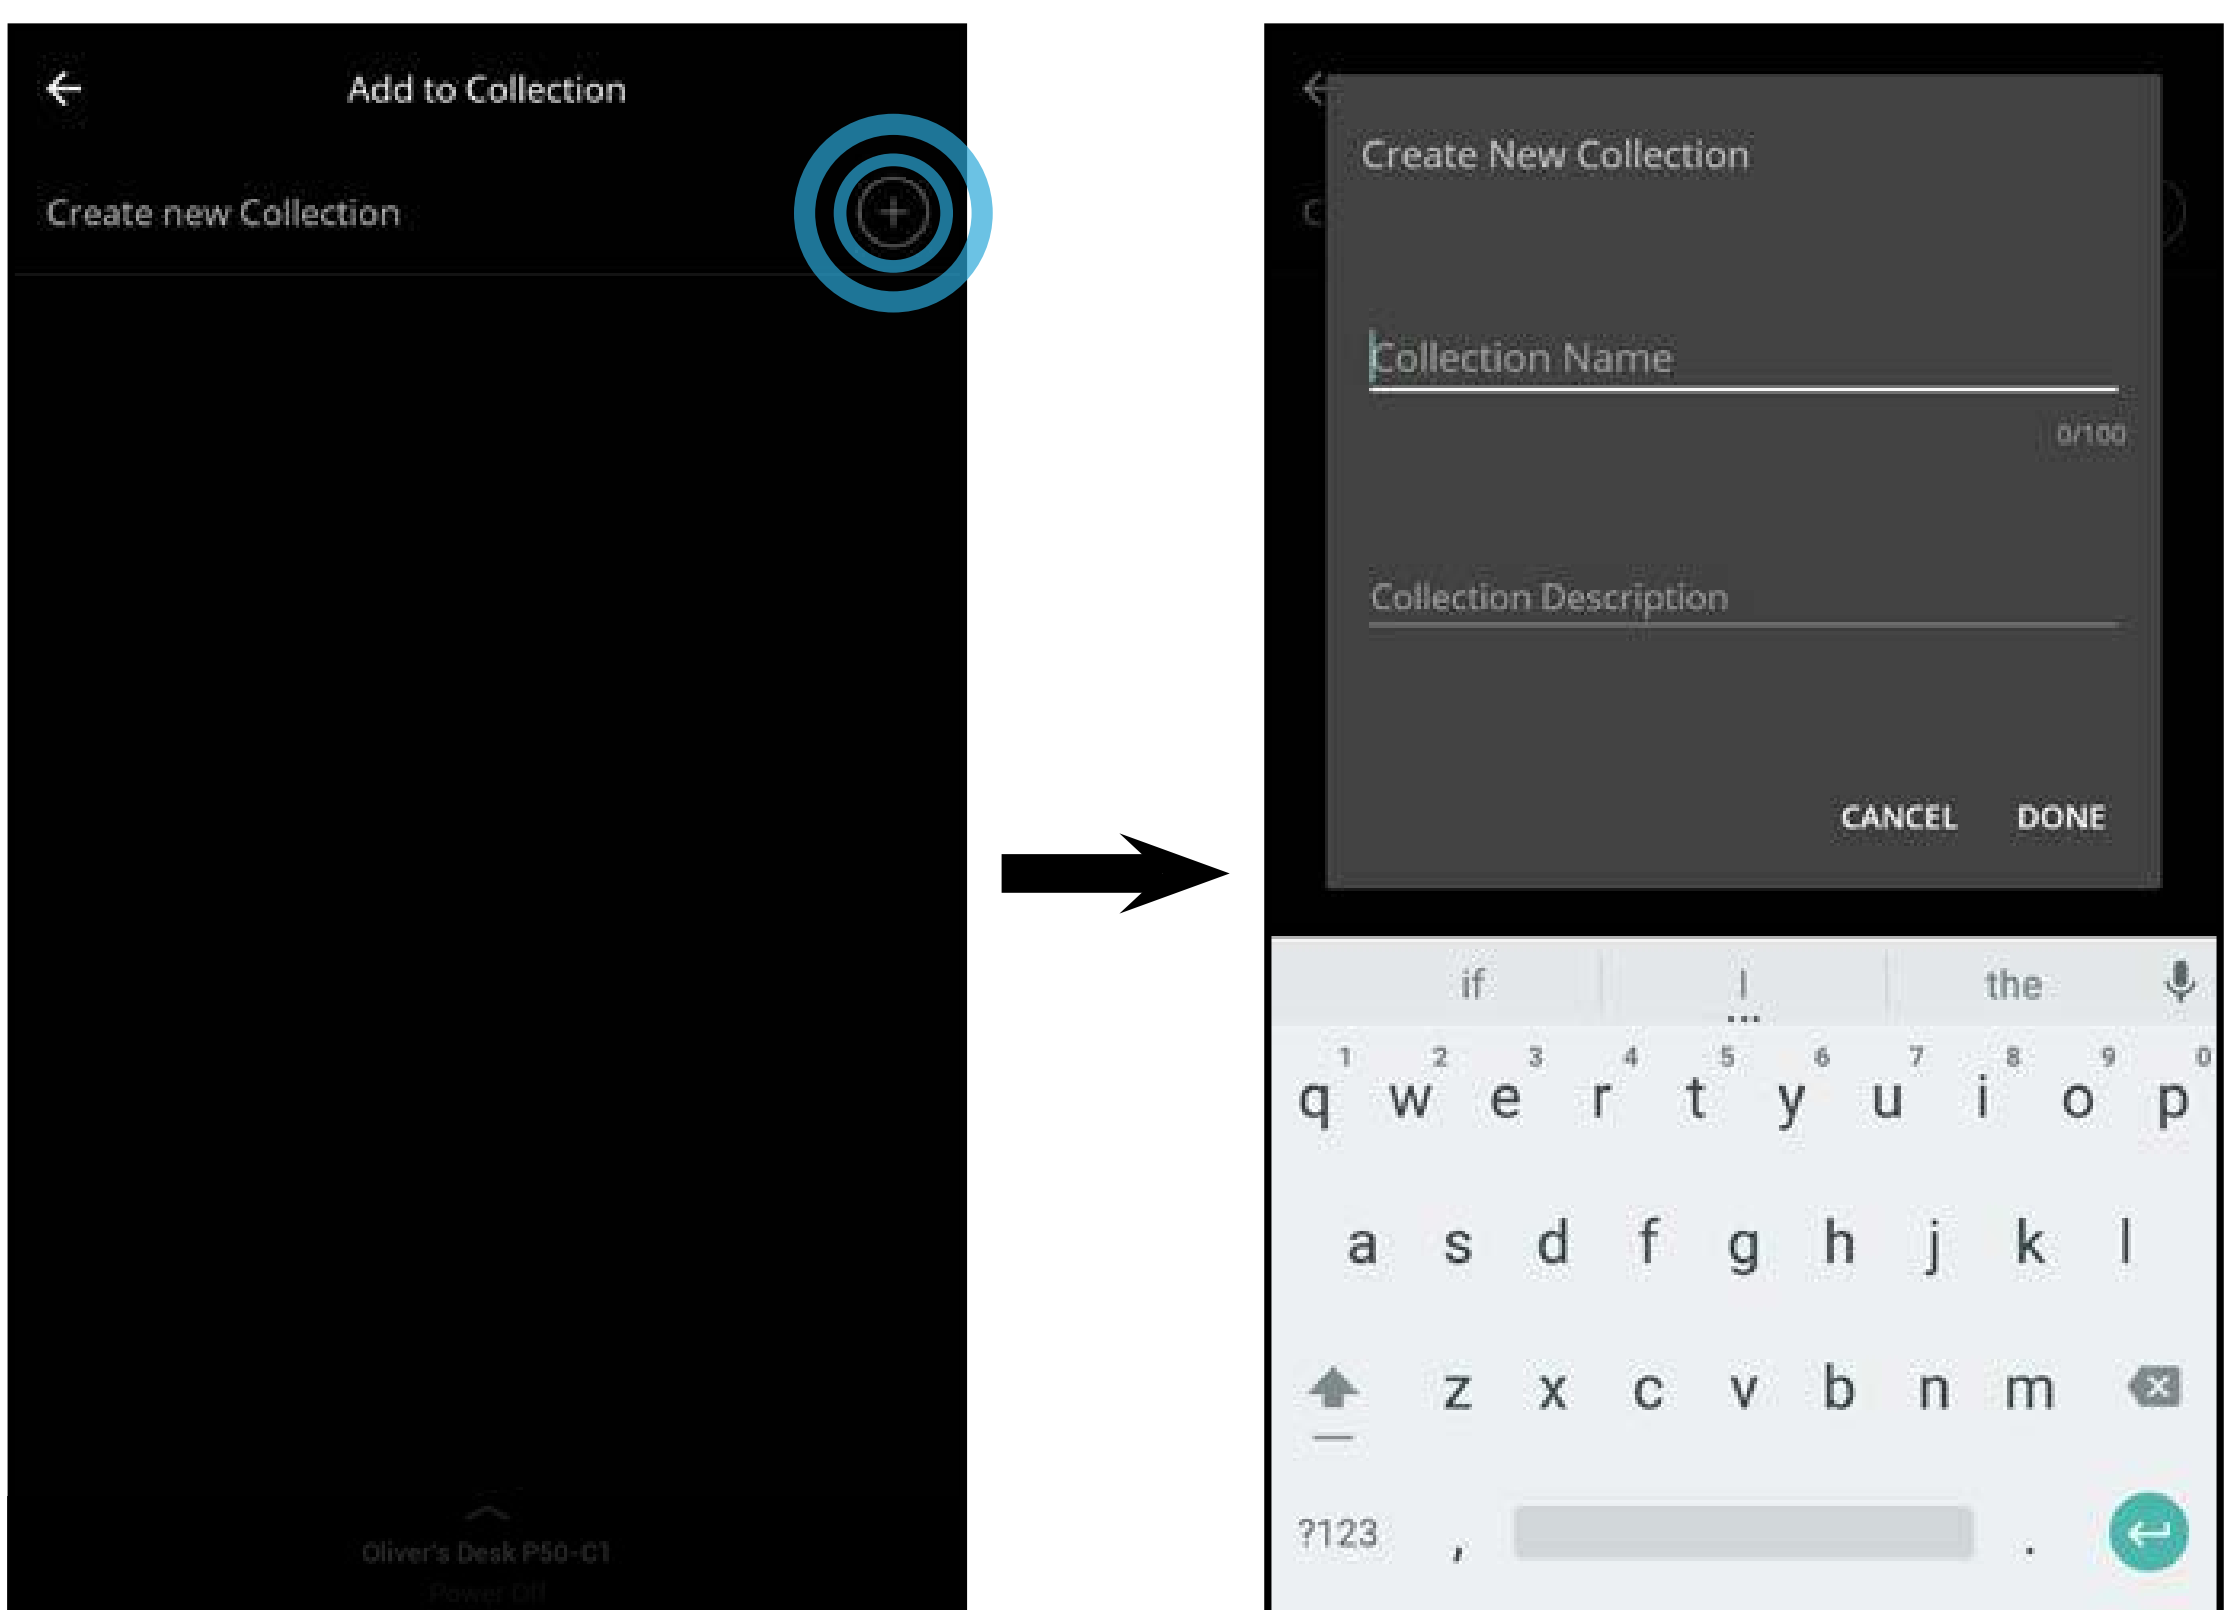 Add to Collection
Create new Collection
Oliver's Desk P50-C1
Power Off
Create New Collection
Collection Name
0/100
Collection Description
CANCEL DONE
if I the
1 2 3 4 5 6 7 8 9 0
q w e r t y u i o p
a s d f g h j k l
z x c v b n m
?123 , .